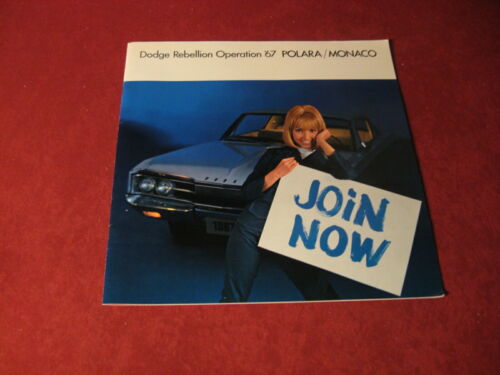 Dodge Rebellion Operation '67 POLARA/MONACO
JOiN
NOW